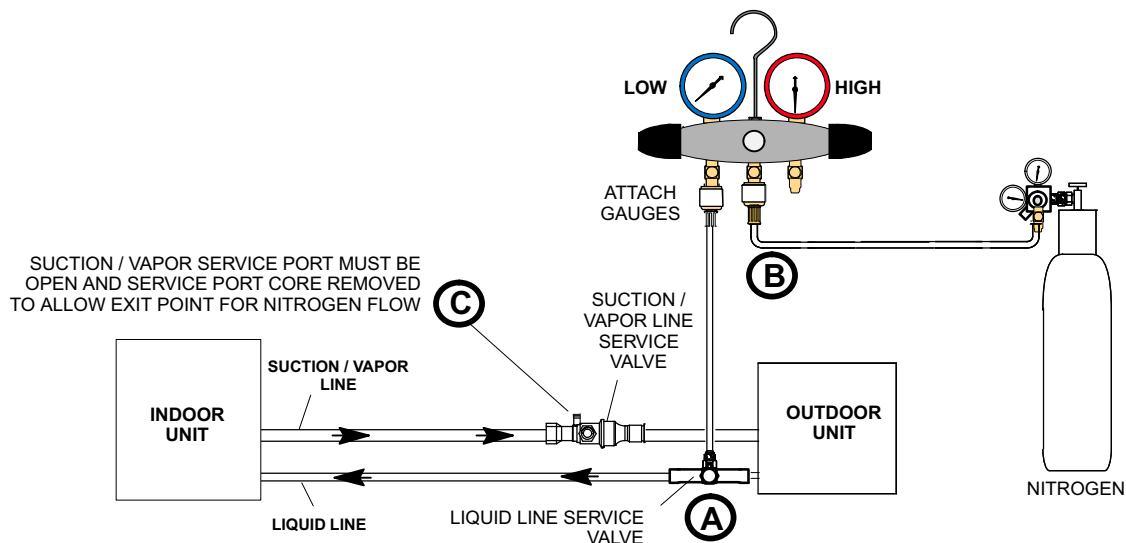 LOW
HIGH
ATTACH
GAUGES
SUCTION / VAPOR SERVICE PORT MUST BE
OPEN AND SERVICE PORT CORE REMOVED
TO ALLOW EXIT POINT FOR NITROGEN FLOW
C
B
SUCTION /
VAPOR LINE
SERVICE
VALVE
SUCTION / VAPOR
LINE
INDOOR
UNIT
OUTDOOR
UNIT
NITROGEN
LIQUID LINE
LIQUID LINE SERVICE
VALVE
A